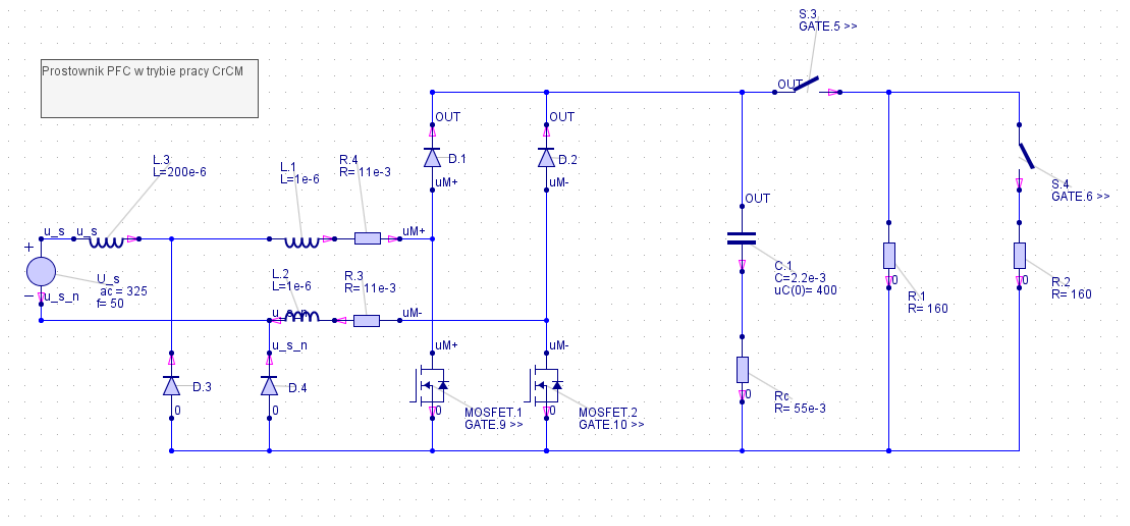 S.3
GATE.5 >>
Prostownik PFC w trybie pracy CrCM
OUT
OUT
OUT
D.1
D.2
uM+
uM-
L.3
L=200e-6
L.1
L=1e-6
R.4
R= 11e-3
S.4
GATE.6 >>
OUT
u_s
u_s
uM+
+
U_s
ac = 325
f= 50
−
u_s_n
L.2
L=1e-6
R.3
R= 11e-3
uM-
C.1
C=2.2e-3
uC(0)= 400
0
R.1
R= 160
0
R.2
R= 160
u_s_n
uM+
uM-
D.3
D.4
0
0
0
0
MOSFET.1
GATE.9 >>
MOSFET.2
GATE.10 >>
0
Rc
R= 55e-3